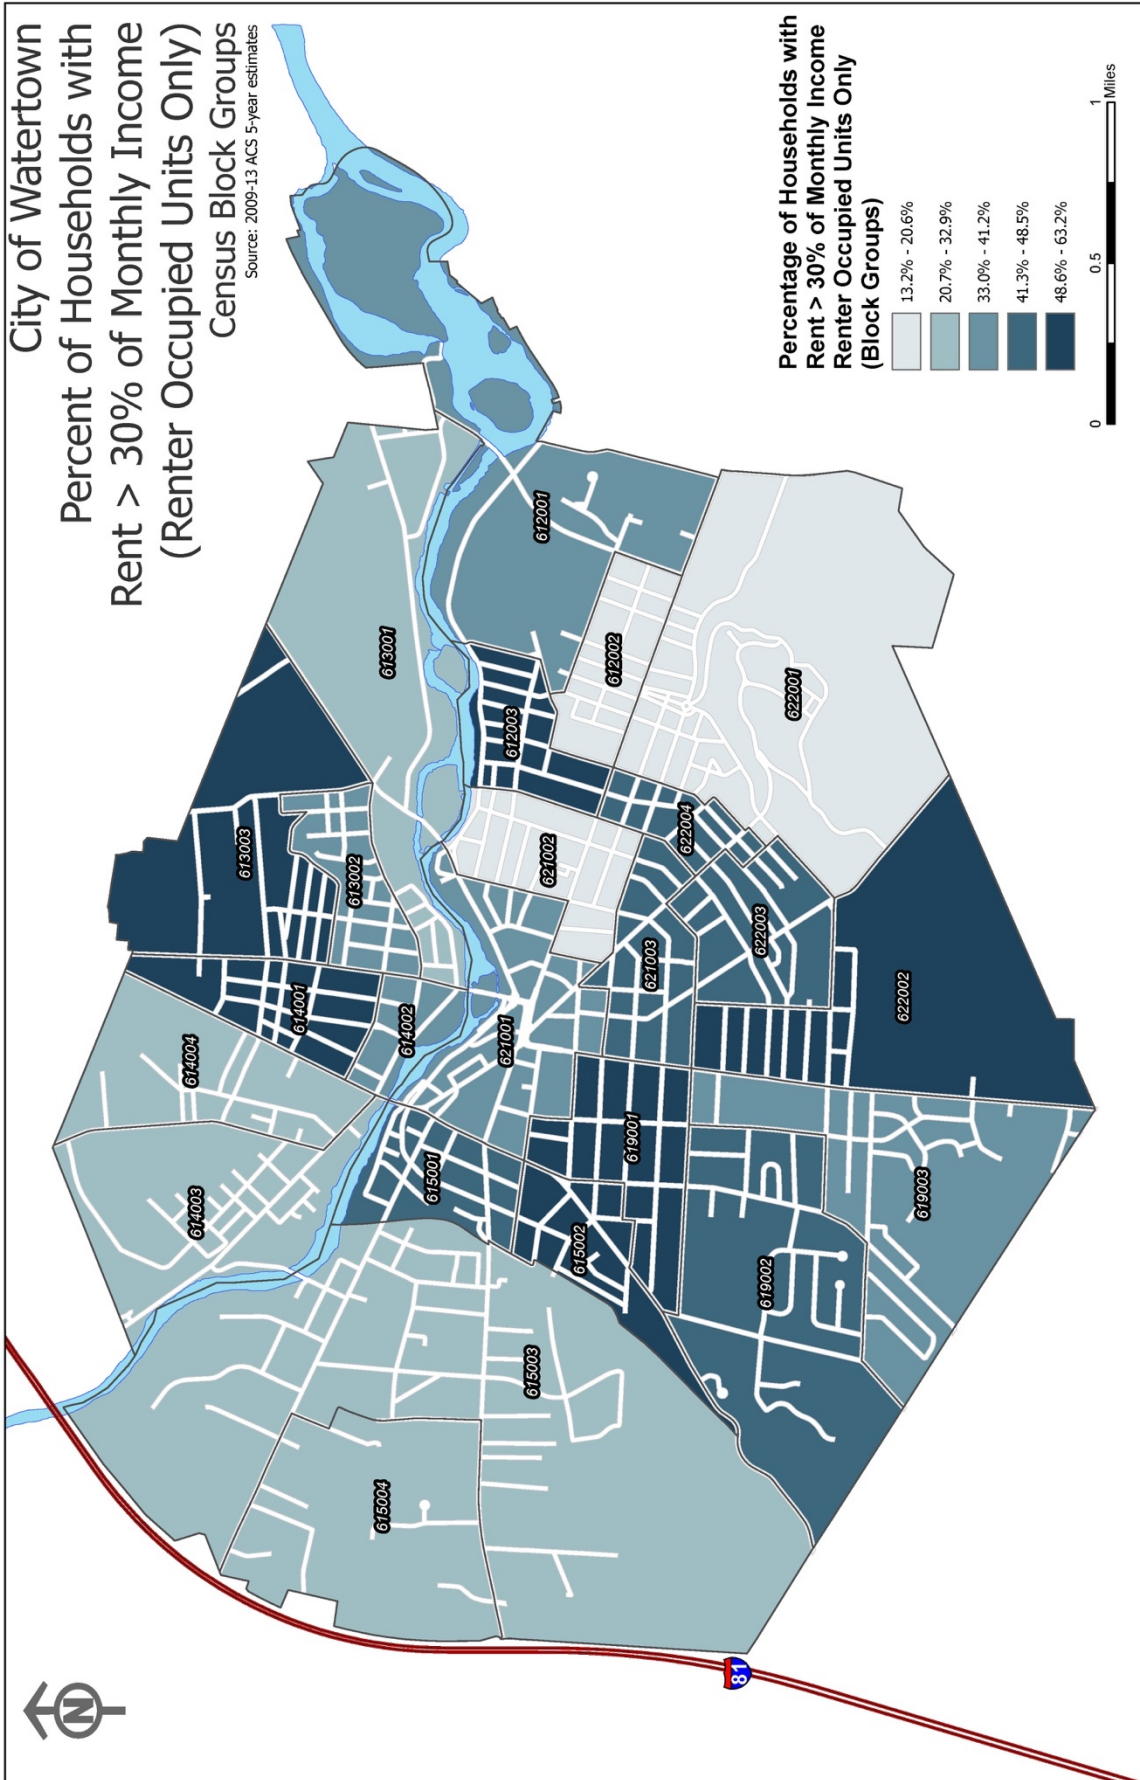 City of Watertown
Percent of Households with
Rent > 30% of Monthly Income
(Renter Occupied Units Only)
Census Block Groups
Source: 2009-13 ACS 5-year estimates
N
81
614003
614004
614001
613003
613002
613001
614002
615004
615001
615003
615002
621001
621002
612003
612001
612002
619001
621003
622004
622003
622001
619002
619003
622002
Percentage of Households with
Rent > 30% of Monthly Income
Renter Occupied Units Only
(Block Groups)
13.2% - 20.6%
20.7% - 32.9%
33.0% - 41.2%
41.3% - 48.5%
48.6% - 63.2%
0 0.5 1
Miles